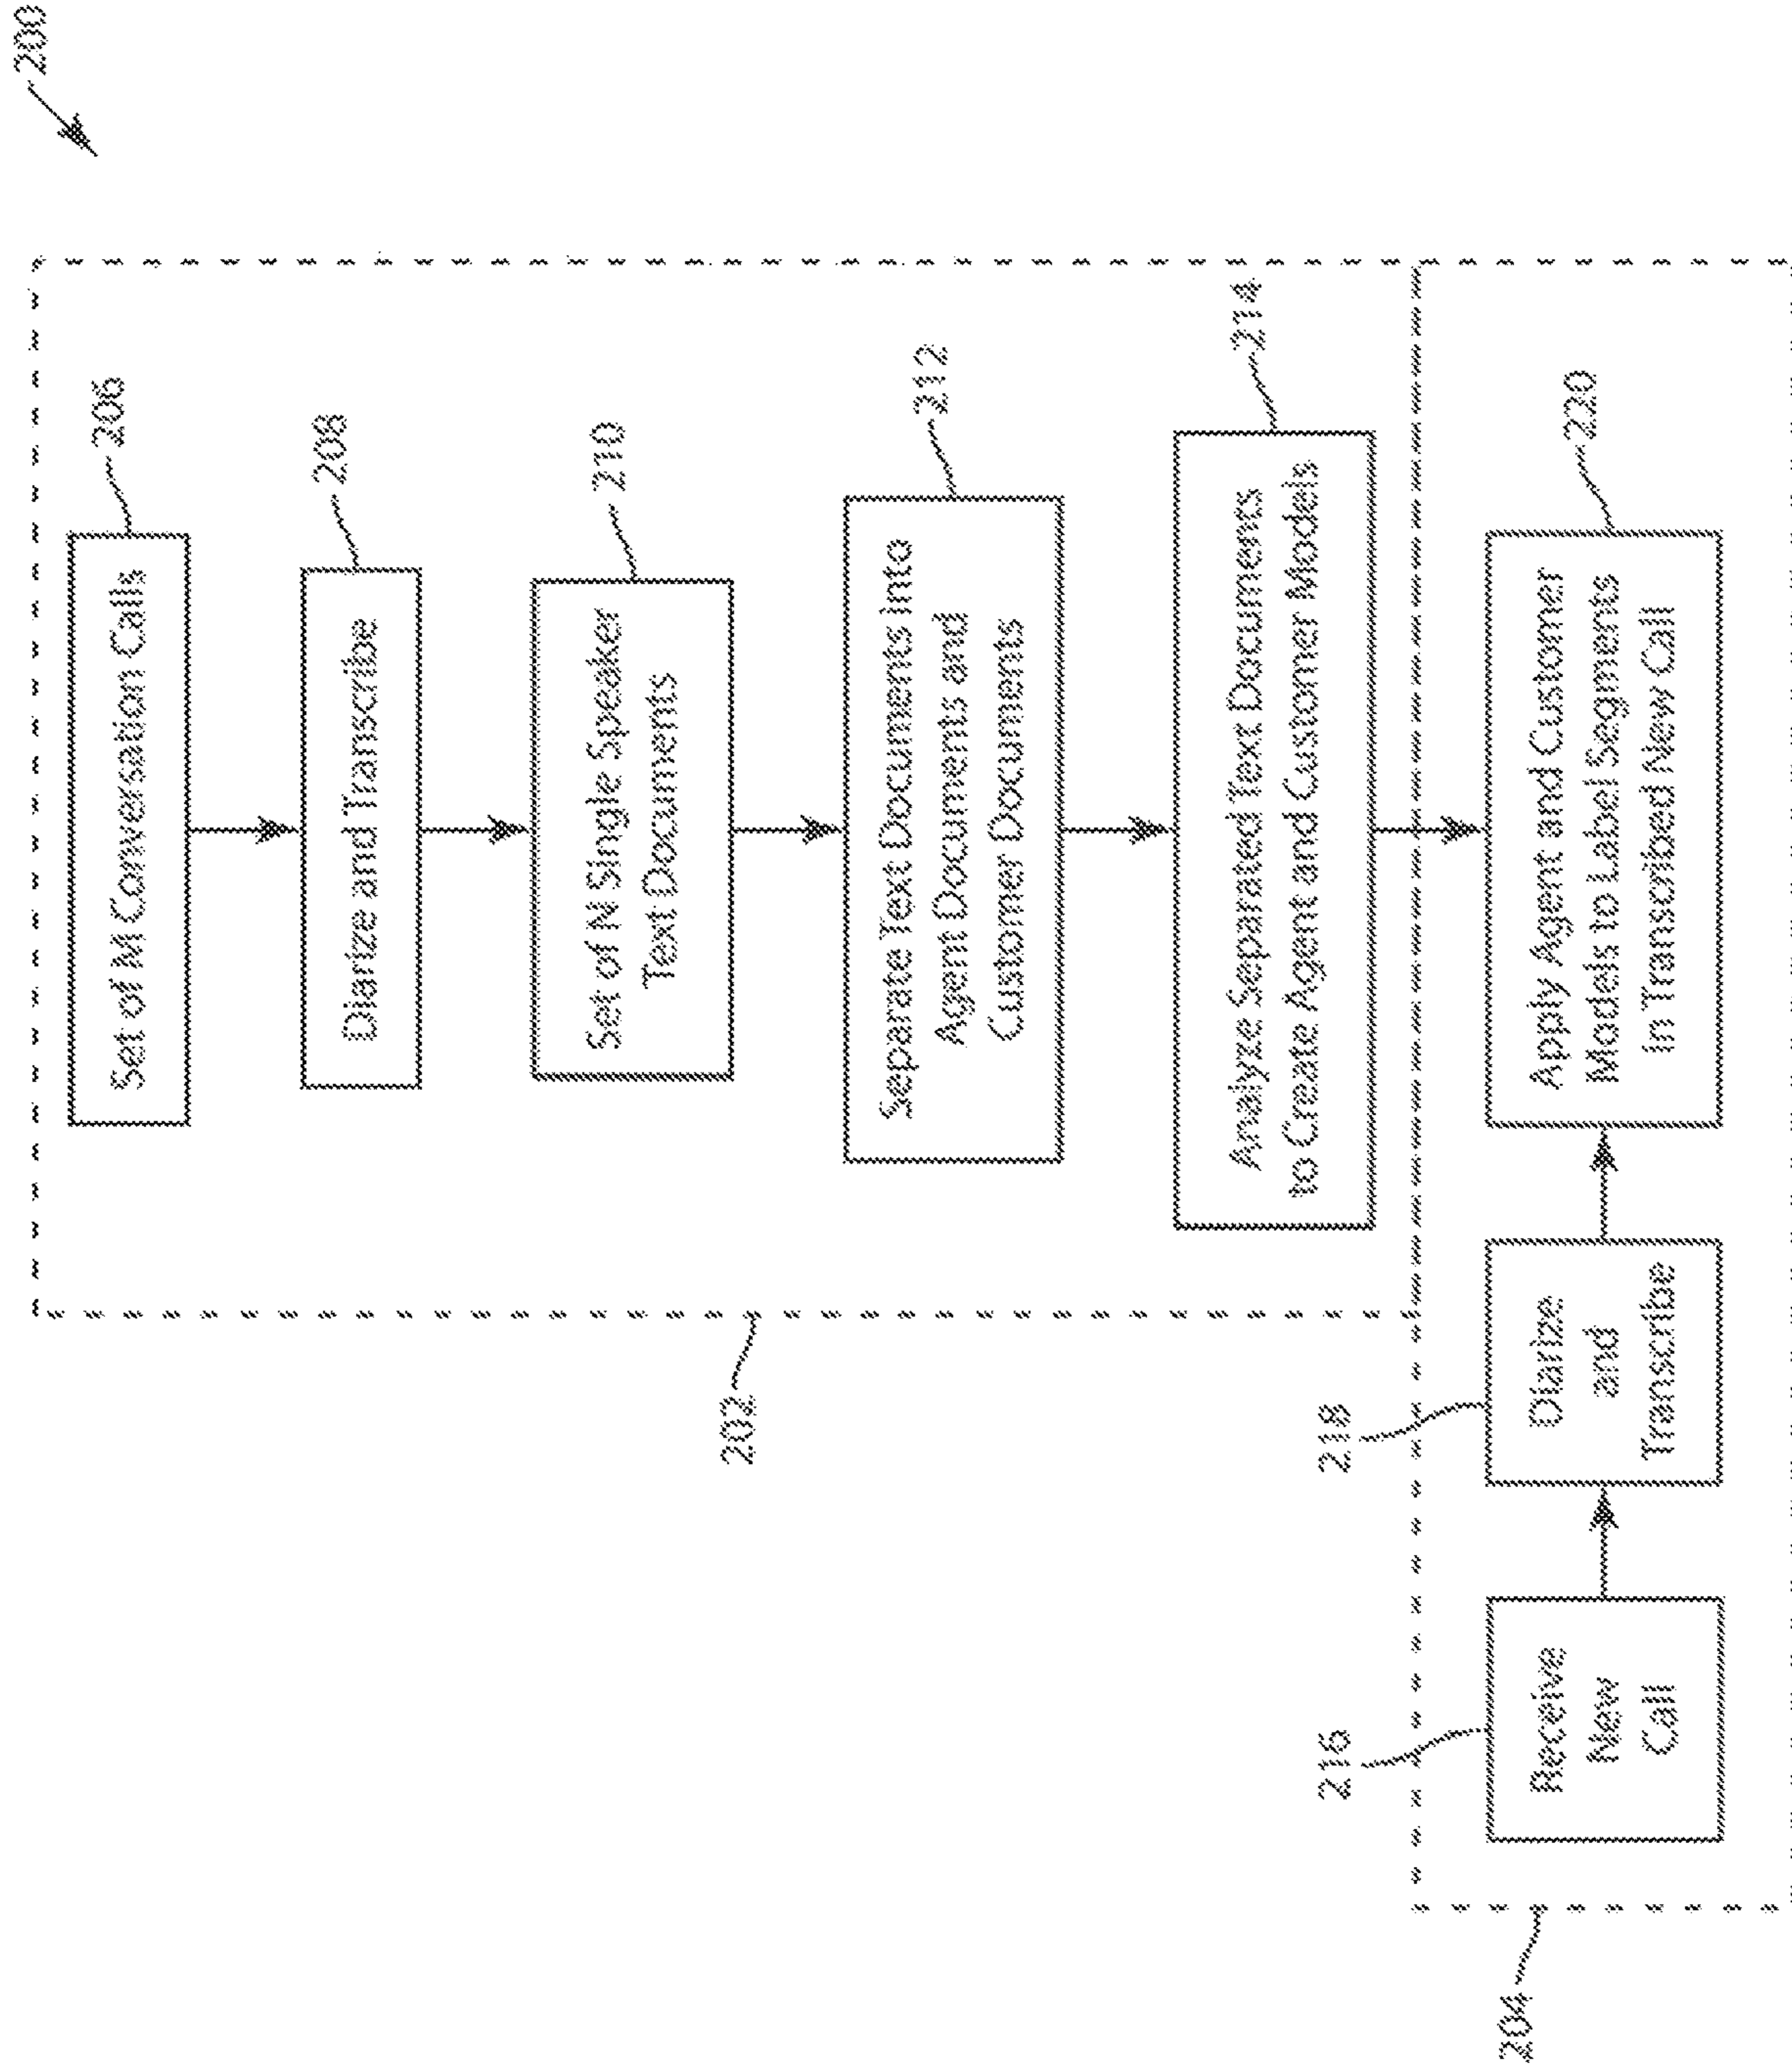 200
206
Set of M Conversation Calls
208
Diarize and Transcribe
210
Set of N Single Speaker
Text Documents
212
Separate Text Documents into
Agent Documents and
Customer Documents
214
Analyze Separated Text Documents
to Create Agent and Customer Models
202
204
216
Receive
New
Call
218
Diarize
and
Transcribe
220
Apply Agent and Customer
Models to Label Segments
in Transcribed New Call